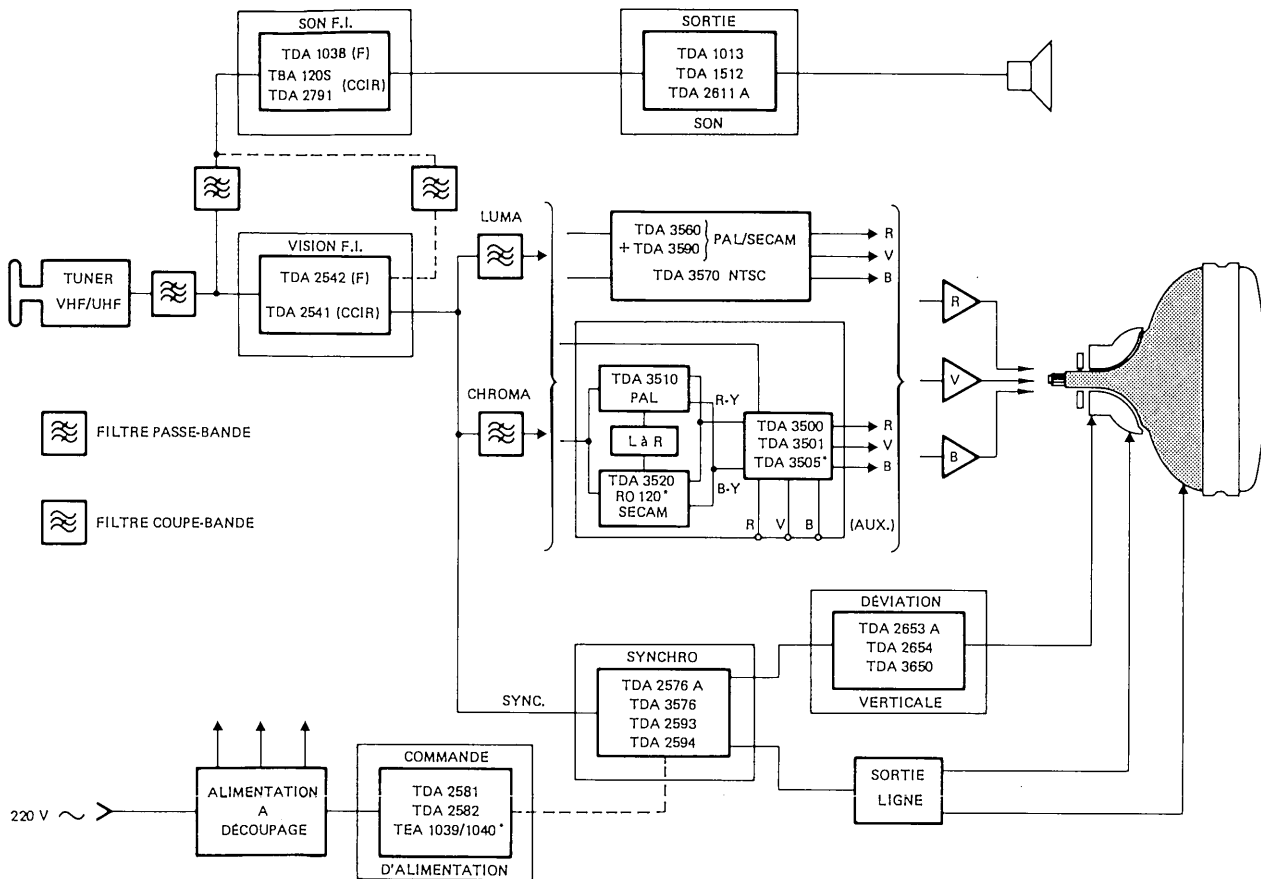 SON F.I.
TDA 1038 (F)
TBA 120S
(CCIR)
TDA 2791
SORTIE
TDA 1013
TDA 1512
TDA 2611 A
SON
TUNER
VHF/UHF
VISION F.I.
TDA 2542 (F)
TDA 2541 (CCIR)
LUMA
CHROMA
TDA 3560
+ TDA 3590
PAL/SECAM
TDA 3570 NTSC
R
V
B
TDA 3510
PAL
L à R
TDA 3520
RO 120*
SECAM
R-Y
B-Y
TDA 3500
TDA 3501
TDA 3505*
R
V
B
R V B (AUX.)
R
V
B
FILTRE PASSE-BANDE
FILTRE COUPE-BANDE
SYNC.
SYNCHRO
TDA 2576 A
TDA 3576
TDA 2593
TDA 2594
DÉVIATION
TDA 2653 A
TDA 2654
TDA 3650
VERTICALE
SORTIE
LIGNE
220 V
ALIMENTATION
A
DÉCOUPAGE
COMMANDE
TDA 2581
TDA 2582
TEA 1039/1040*
D'ALIMENTATION